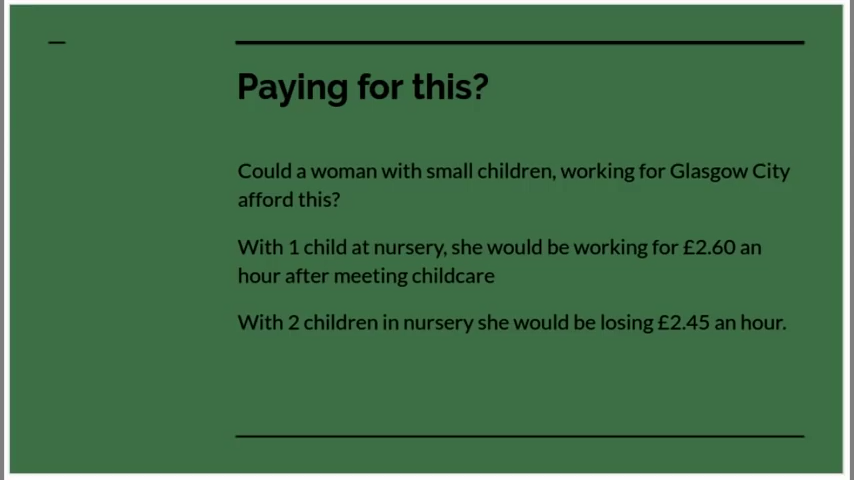 Paying for this?
Could a woman with small children, working for Glasgow City
afford this?
With 1 child at nursery, she would be working for £2.60 an
hour after meeting childcare
With 2 children in nursery she would be losing £2.45 an hour.